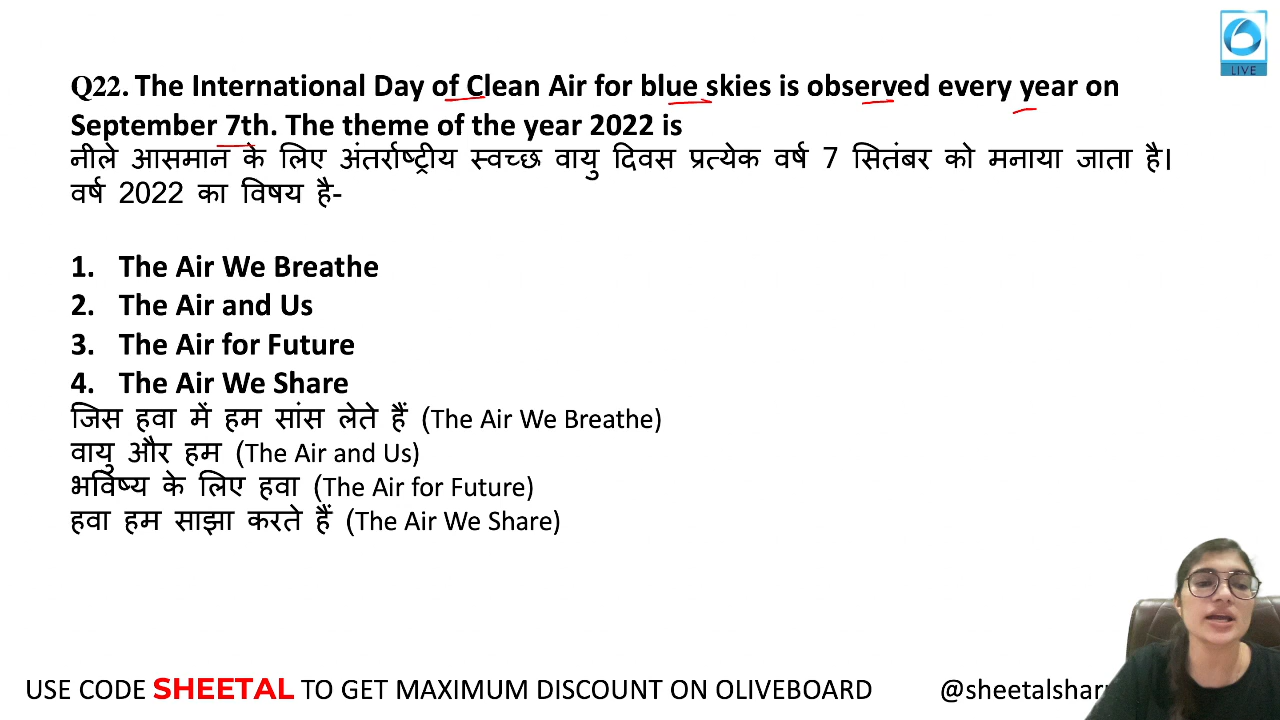 LIVE
Q22. The International Day of Clean Air for blue skies is observed every year on
September 7th. The theme of the year 2022 is
नीले आसमान के लिए अंतर्राष्ट्रीय स्वच्छ वायु दिवस प्रत्येक वर्ष 7 सितंबर को मनाया जाता है।
वर्ष 2022 का विषय है-
1. The Air We Breathe
2. The Air and Us
3. The Air for Future
4. The Air We Share
जिस हवा में हम सांस लेते हैं (The Air We Breathe)
वायु और हम (The Air and Us)
भविष्य के लिए हवा (The Air for Future)
हवा हम साझा करते हैं (The Air We Share)
USE CODE SHEETAL TO GET MAXIMUM DISCOUNT ON OLIVEBOARD